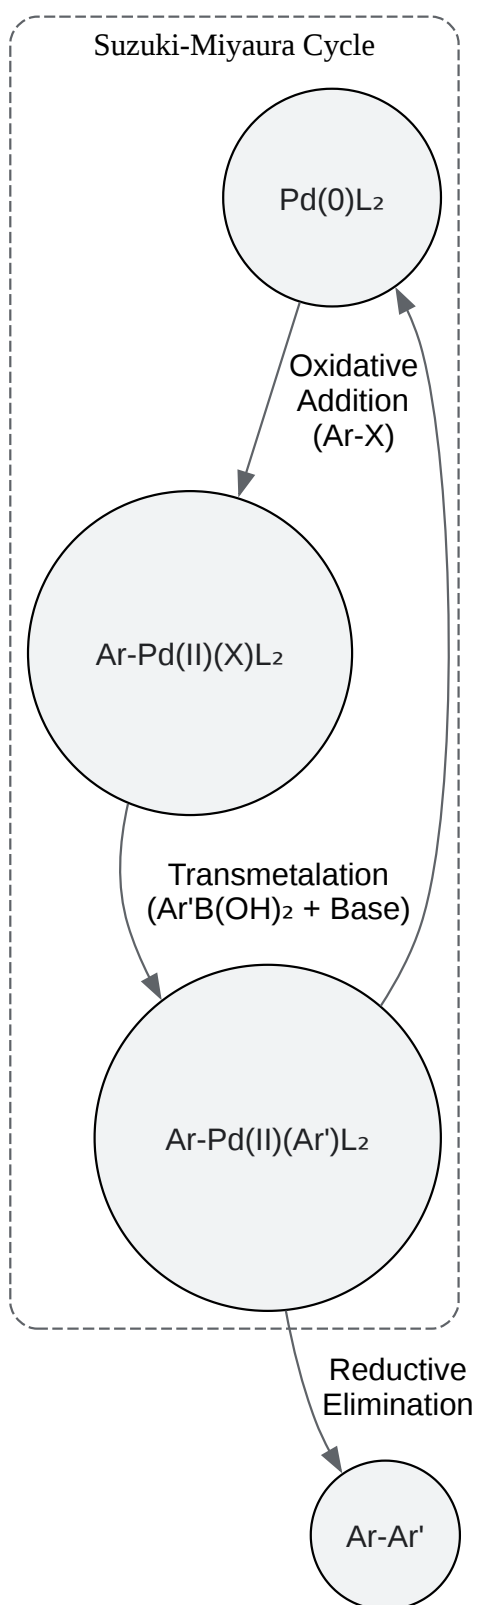 Suzuki-Miyaura Cycle
Pd(0)L₂
Oxidative
Addition
(Ar-X)
Ar-Pd(II)(X)L₂
Transmetalation
(Ar'B(OH)₂ + Base)
Ar-Pd(II)(Ar')L₂
Reductive
Elimination
Ar-Ar'